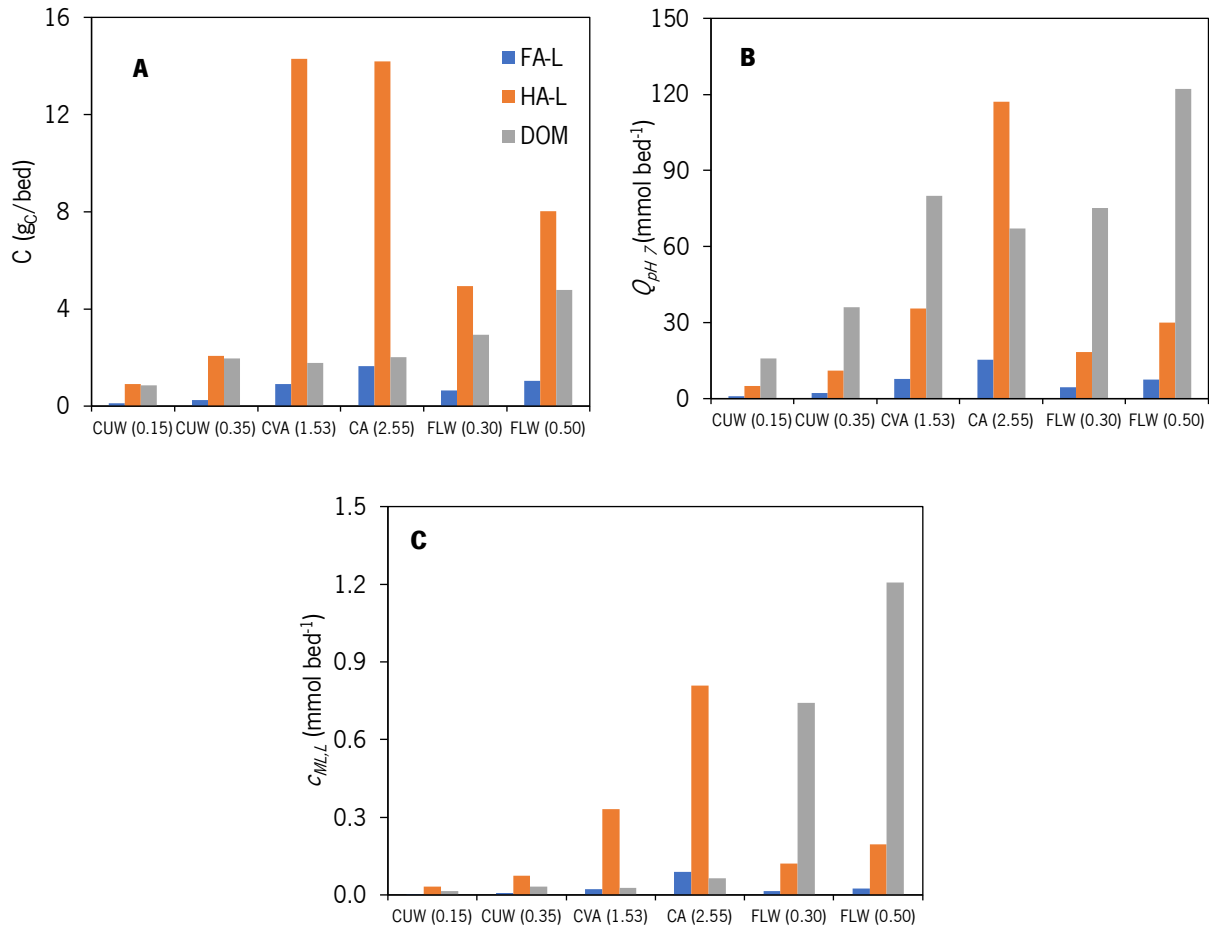 A
FA-L
HA-L
DOM
C (gC/bed)
16
12
8
4
0
CUW (0.15) CUW (0.35) CVA (1.53) CA (2.55) FLW (0.30) FLW (0.50)
B
QpH 7 (mmol bed-1)
150
120
90
60
30
0
CUW (0.15) CUW (0.35) CVA (1.53) CA (2.55) FLW (0.30) FLW (0.50)
C
cML,L (mmol bed-1)
1.5
1.2
0.9
0.6
0.3
0.0
CUW (0.15) CUW (0.35) CVA (1.53) CA (2.55) FLW (0.30) FLW (0.50)